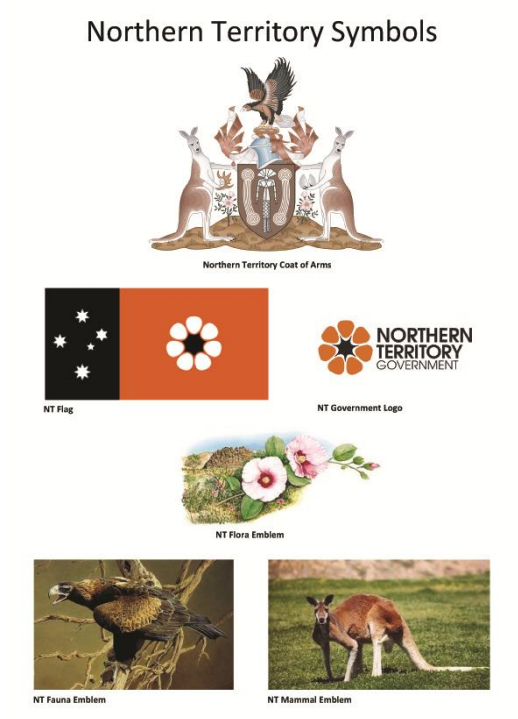 Northern Territory Symbols
Northern Territory Coat of Arms
NORTHERN
TERRITORY
GOVERNMENT
NT Flag
NT Government Logo
NT Flora Emblem
NT Fauna Emblem
NT Mammal Emblem